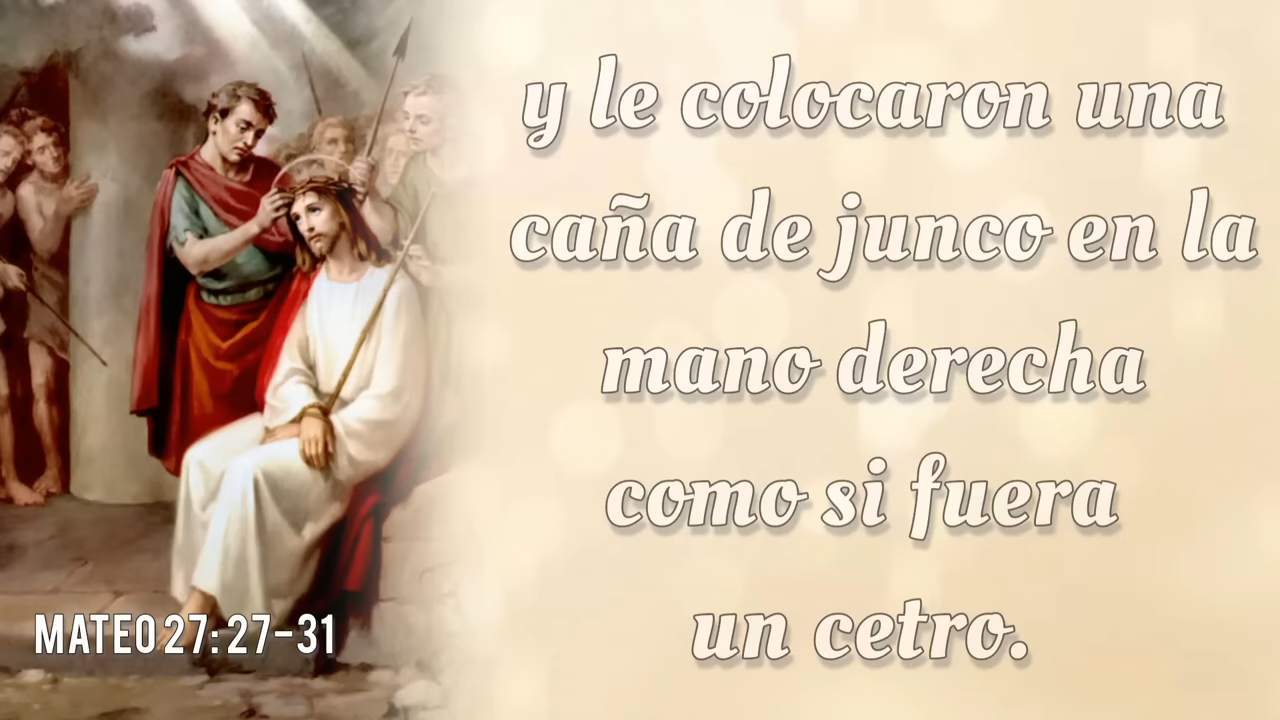 y le colocaron una
caña de junco en la
mano derecha
como si fuera
un cetro.
MATEO 27: 27-31